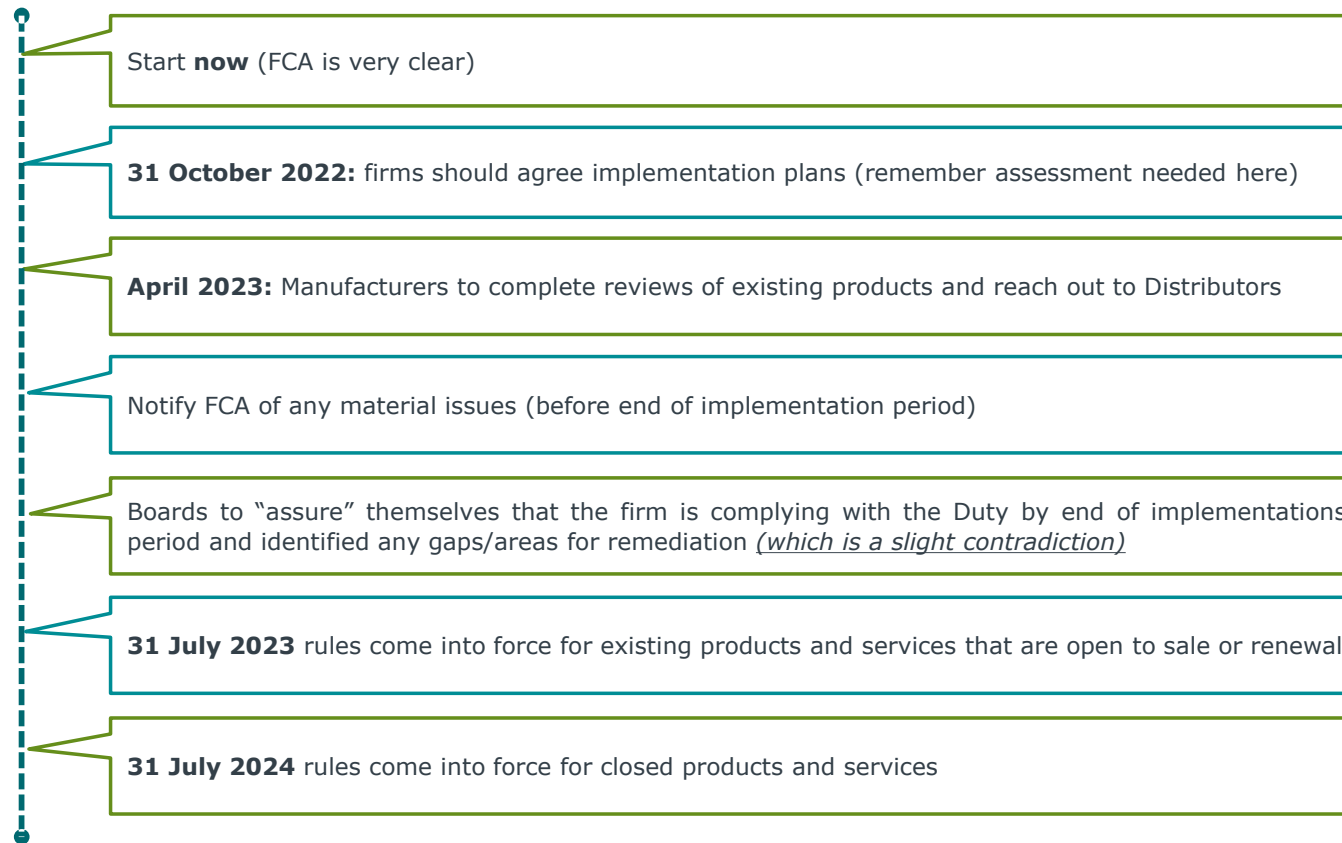 Start now (FCA is very clear)
31 October 2022: firms should agree implementation plans (remember assessment needed here)
April 2023: Manufacturers to complete reviews of existing products and reach out to Distributors
Notify FCA of any material issues (before end of implementation period)
Boards to “assure” themselves that the firm is complying with the Duty by end of implementations
period and identified any gaps/areas for remediation (which is a slight contradiction)
31 July 2023 rules come into force for existing products and services that are open to sale or renewal
31 July 2024 rules come into force for closed products and services